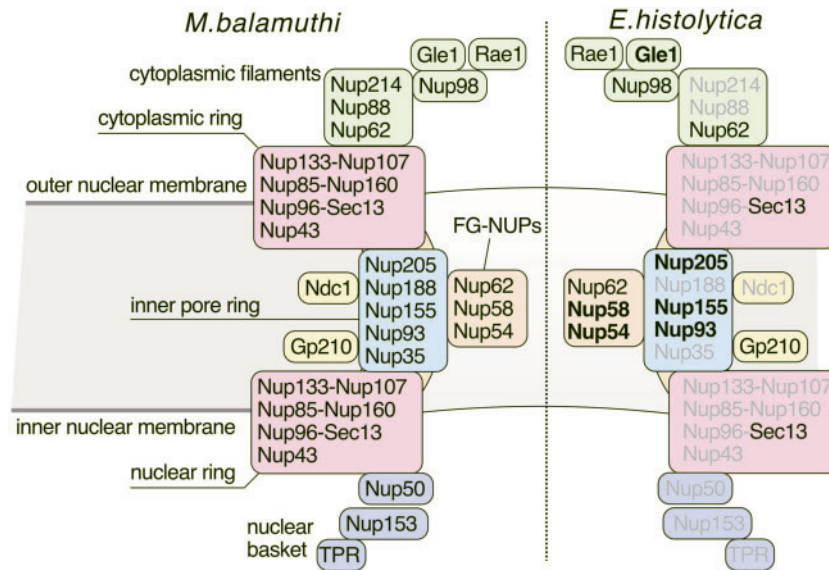 M.balamuthi
E.histolytica
Gle1
Rae1
Rae1
Gle1
cytoplasmic filaments
Nup214
Nup88
Nup62
Nup98
Nup98
Nup214
Nup88
Nup62
cytoplasmic ring
Nup133-Nup107
Nup85-Nup160
Nup96-Sec13
Nup43
Nup133-Nup107
Nup85-Nup160
Nup96-Sec13
Nup43
outer nuclear membrane
FG-NUPs
Ndc1
Nup205
Nup188
Nup155
Nup93
Nup35
Nup62
Nup58
Nup54
Nup62
Nup58
Nup54
Nup205
Nup188
Nup155
Nup93
Nup35
Ndc1
inner pore ring
Gp210
Gp210
Nup133-Nup107
Nup85-Nup160
Nup96-Sec13
Nup43
Nup133-Nup107
Nup85-Nup160
Nup96-Sec13
Nup43
inner nuclear membrane
nuclear ring
Nup50
Nup50
Nup153
Nup153
nuclear
basket
TPR
TPR